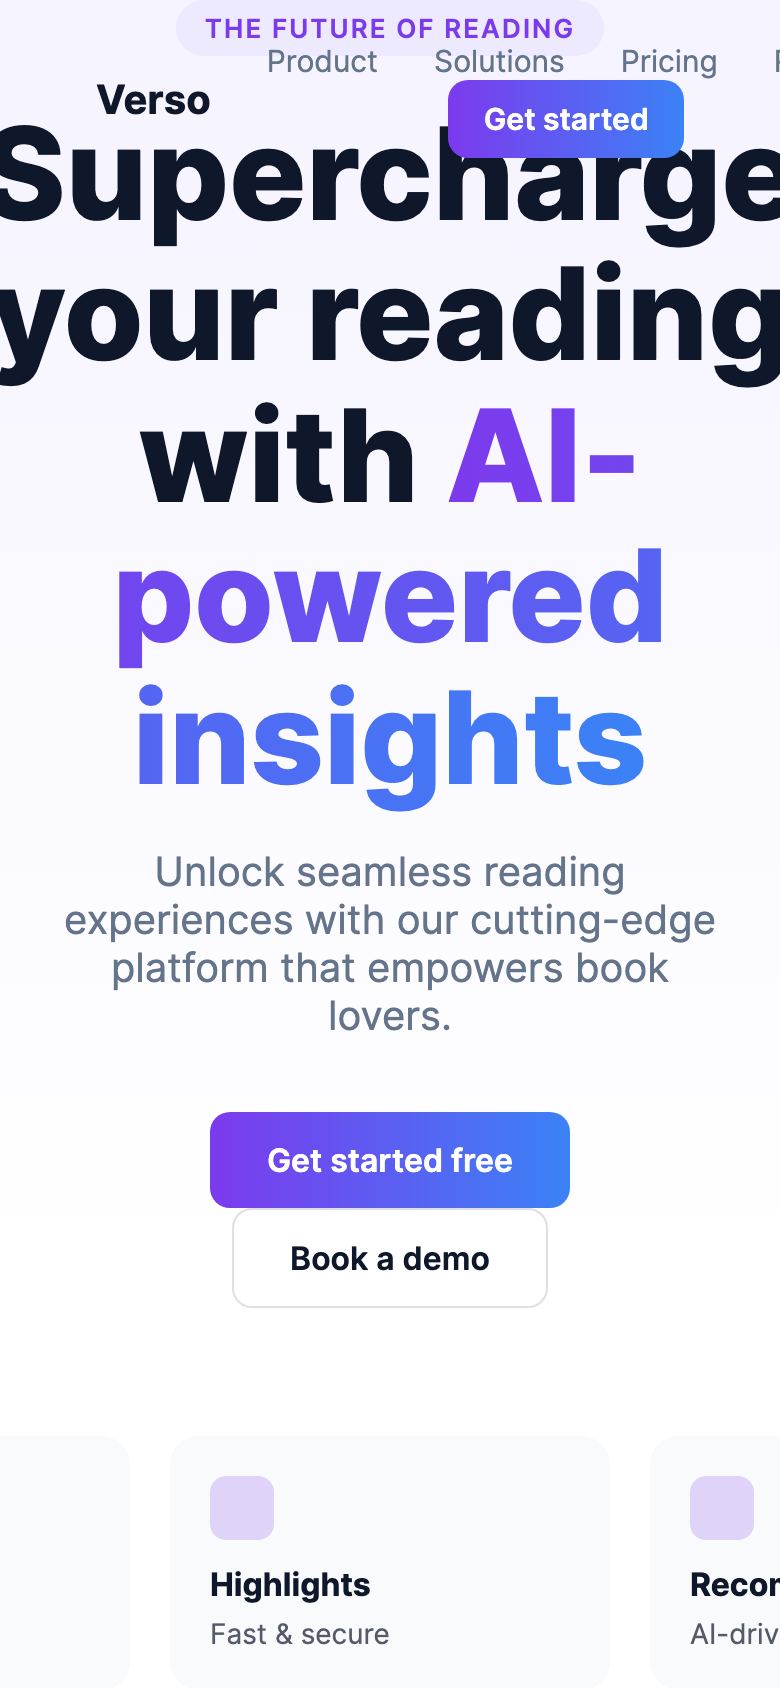 THE FUTURE OF READING
Product Solutions Pricing
Verso
Get started
Supercharge
your reading
with AI-
powered
insights
Unlock seamless reading
experiences with our cutting-edge
platform that empowers book
lovers.
Get started free
Book a demo
Highlights
Fast & secure